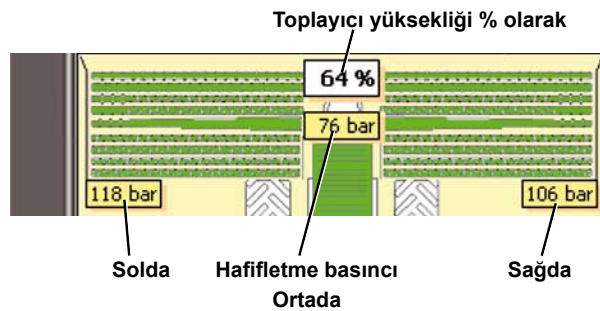 Toplayıcı yüksekliği % olarak
64 %
76 bar
118 bar
106 bar
Solda
Hafifletme basıncı
Ortada
Sağda